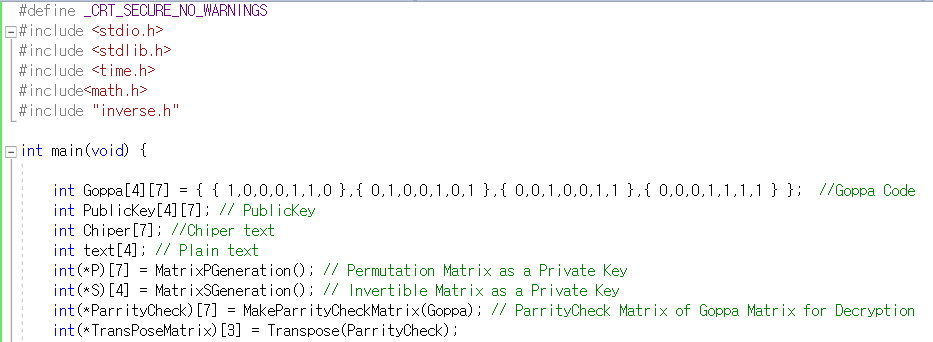 #define _CRT_SECURE_NO_WARNINGS
#include <stdio.h>
#include <stdlib.h>
#include <time.h>
#include<math.h>
#include "inverse.h"
int main(void) {
int Goppa[4][7] = { { 1,0,0,0,1,1,0 },{ 0,1,0,0,1,0,1 },{ 0,0,1,0,0,1,1 },{ 0,0,0,1,1,1,1 } };  //Goppa Code
int PublicKey[4][7]; // PublicKey
int Chiper[7]; //Chiper text
int text[4]; // Plain text
int(*P)[7] = MatrixPGeneration(); // Permutation Matrix as a Private Key
int(*S)[4] = MatrixSGeneration(); // Invertible Matrix as a Private Key
int(*ParrityCheck)[7] = MakeParrityCheckMatrix(Goppa); // ParrityCheck Matrix of Goppa Matrix for Decryption
int(*TransPoseMatrix)[3] = Transpose(ParrityCheck);